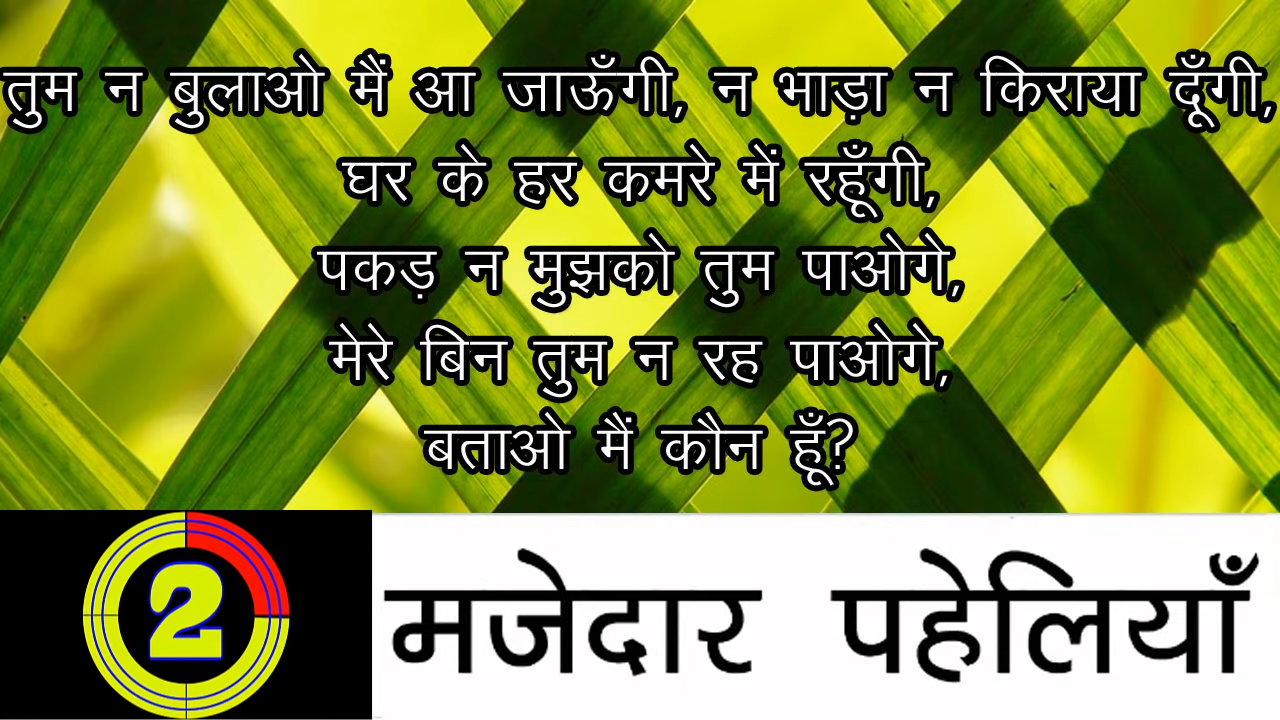 तुम न बुलाओ मैं आ जाऊँगी, न भाड़ा न किराया दूँगी,
घर के हर कमरे में रहूँगी,
पकड़ न मुझको तुम पाओगे,
मेरे बिन तुम न रह पाओगे,
बताओ मैं कौन हूँ?
2
मजेदार पहेलियाँ